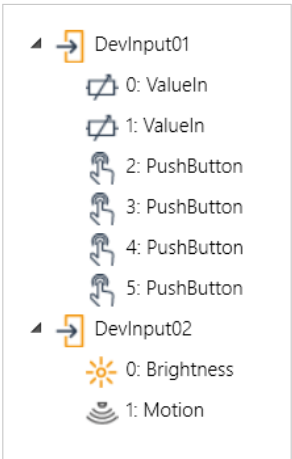 DevInput01
0: ValueIn
1: ValueIn
2: PushButton
3: PushButton
4: PushButton
5: PushButton
DevInput02
0: Brightness
1: Motion